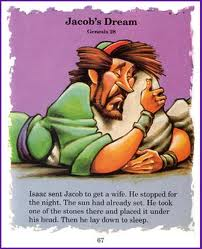 Jacob's Dream
Genesis 28
Isaac sent Jacob to get a wife. He stopped for
the night. The sun had already set. He took
one of the stones there and placed it under
his head. Then he lay down to sleep.
67